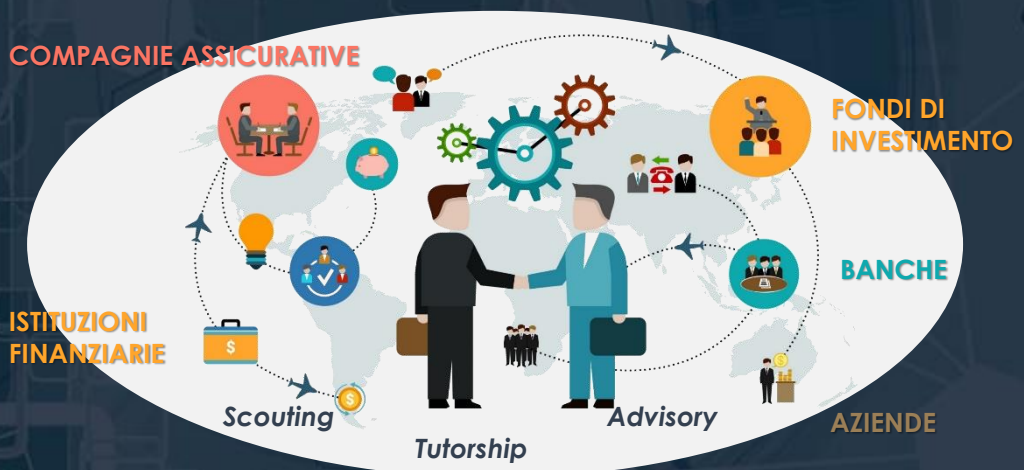 COMPAGNIE ASSICURATIVE
FONDI DI
INVESTIMENTO
BANCHE
ISTITUZIONI
FINANZIARIE
$
$
$
Scouting
Advisory
AZIENDE
Tutorship